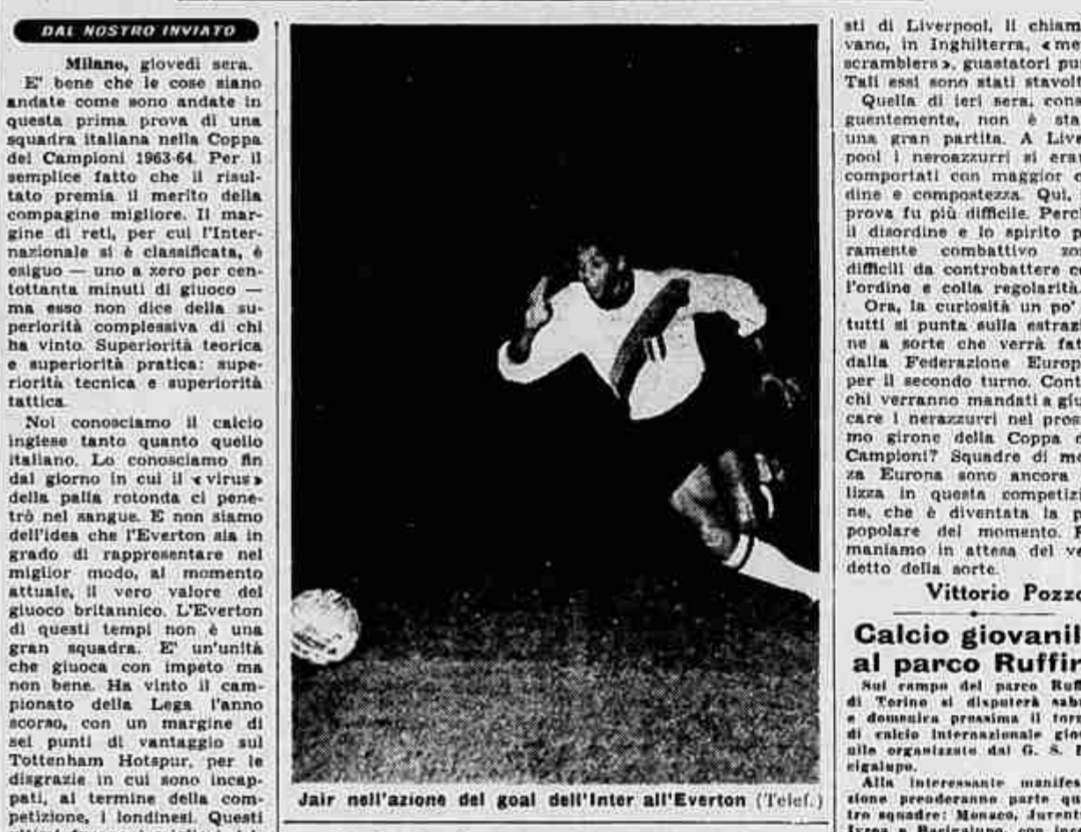 DAL NOSTRO INVIATO
Milano, giovedì sera.
E' bene che le cose siano
andate come sono andate in
questa prima prova di una
squadra italiana nella Coppa
dei Campioni 1963-64. Per il
semplice fatto che il risul-
tato premia il merito della
compagine migliore. Il mar-
gine di reti, per cui l'Inter-
nazionale si è classificata, è
esiguo — uno a zero per cen-
tottanta minuti di giuoco —
ma esso non dice della su-
periorità complessiva di chi
ha vinto. Superiorità teorica
e superiorità pratica: supe-
riorità tecnica e superiorità
tattica.
Noi conosciamo il calcio
inglese tanto quanto quello
italiano. Lo conosciamo fin
dal giorno in cui il «virus»
della palla rotonda ci pene-
trò nel sangue. E non siamo
dell'idea che l'Everton sia in
grado di rappresentare nel
miglior modo, al momento
attuale, il vero valore del
giuoco britannico. L'Everton
di questi tempi non è una
gran squadra. E' un'unità
che giuoca con impeto ma
non bene. Ha vinto il cam-
pionato della Lega l'anno
scorso, con un margine di
sei punti di vantaggio sul
Tottenham Hotspur, per le
disgrazie in cui sono incap-
pati, al termine della com-
petizione, i londinesi. Questi
Jair nell'azione del goal dell'Inter all'Everton (Telef.)
sti di Liverpool, li chiam
vano, in Inghilterra, «me
scramblers», guastatori pu
Tali essi sono stati stavolt
Quella di ieri sera, cons
guentemente, non è sta
una gran partita. A Live
pool i neroazzurri si era
comportati con maggior o
dine e compostezza. Qui,
prova fu più difficile. Perc
il disordine e lo spirito p
ramente combattivo so
difficili da controbattere c
l'ordine e colla regolarità.
Ora, la curiosità un po'
tutti si punta sulla estrazi
ne a sorte che verrà fat
dalla Federazione Europ
per il secondo turno. Cont
chi verranno mandati a giu
care i nerazzurri nel pros
mo girone della Coppa d
Campioni? Squadre di me
za Europa sono ancora
lizza in questa competizi
ne, che è diventata la p
popolare del momento. R
maniamo in attesa del ve
detto della sorte.
Vittorio Pozzo
Calcio giovanil
al parco Ruffin
Sul campo del parco Ruff
di Torino si disputerà sab
e domenica prossima il torn
di calcio internazionale giov
nile organizzato dal G. S. B
cigalupo.
Alla interessante manifes
zione prenderanno parte qu
tro squadre: Monaco, Juvent